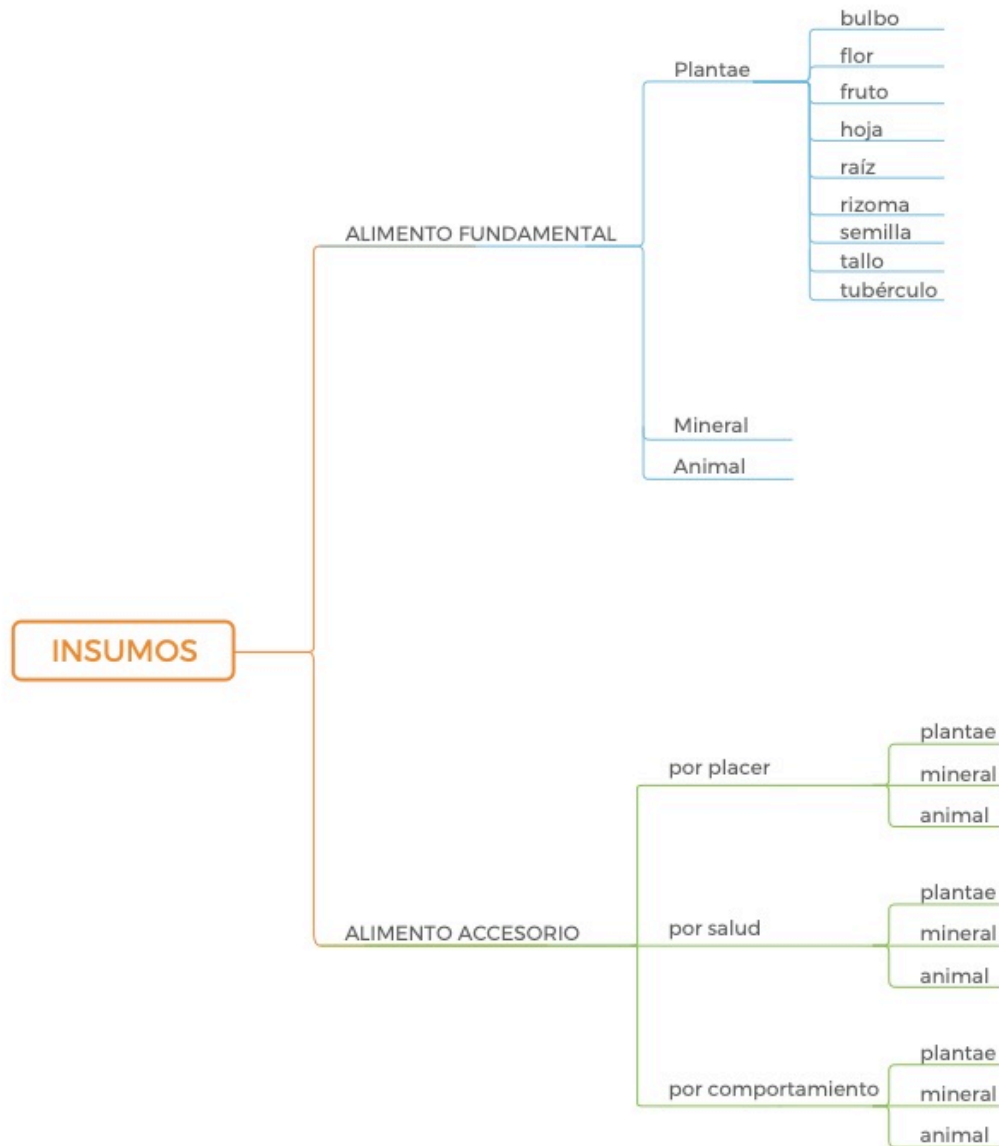 INSUMOS
ALIMENTO FUNDAMENTAL
Plantae
bulbo
flor
fruto
hoja
raíz
rizoma
semilla
tallo
tubérculo
Mineral
Animal
ALIMENTO ACCESORIO
por placer
plantae
mineral
animal
por salud
plantae
mineral
animal
por comportamiento
plantae
mineral
animal